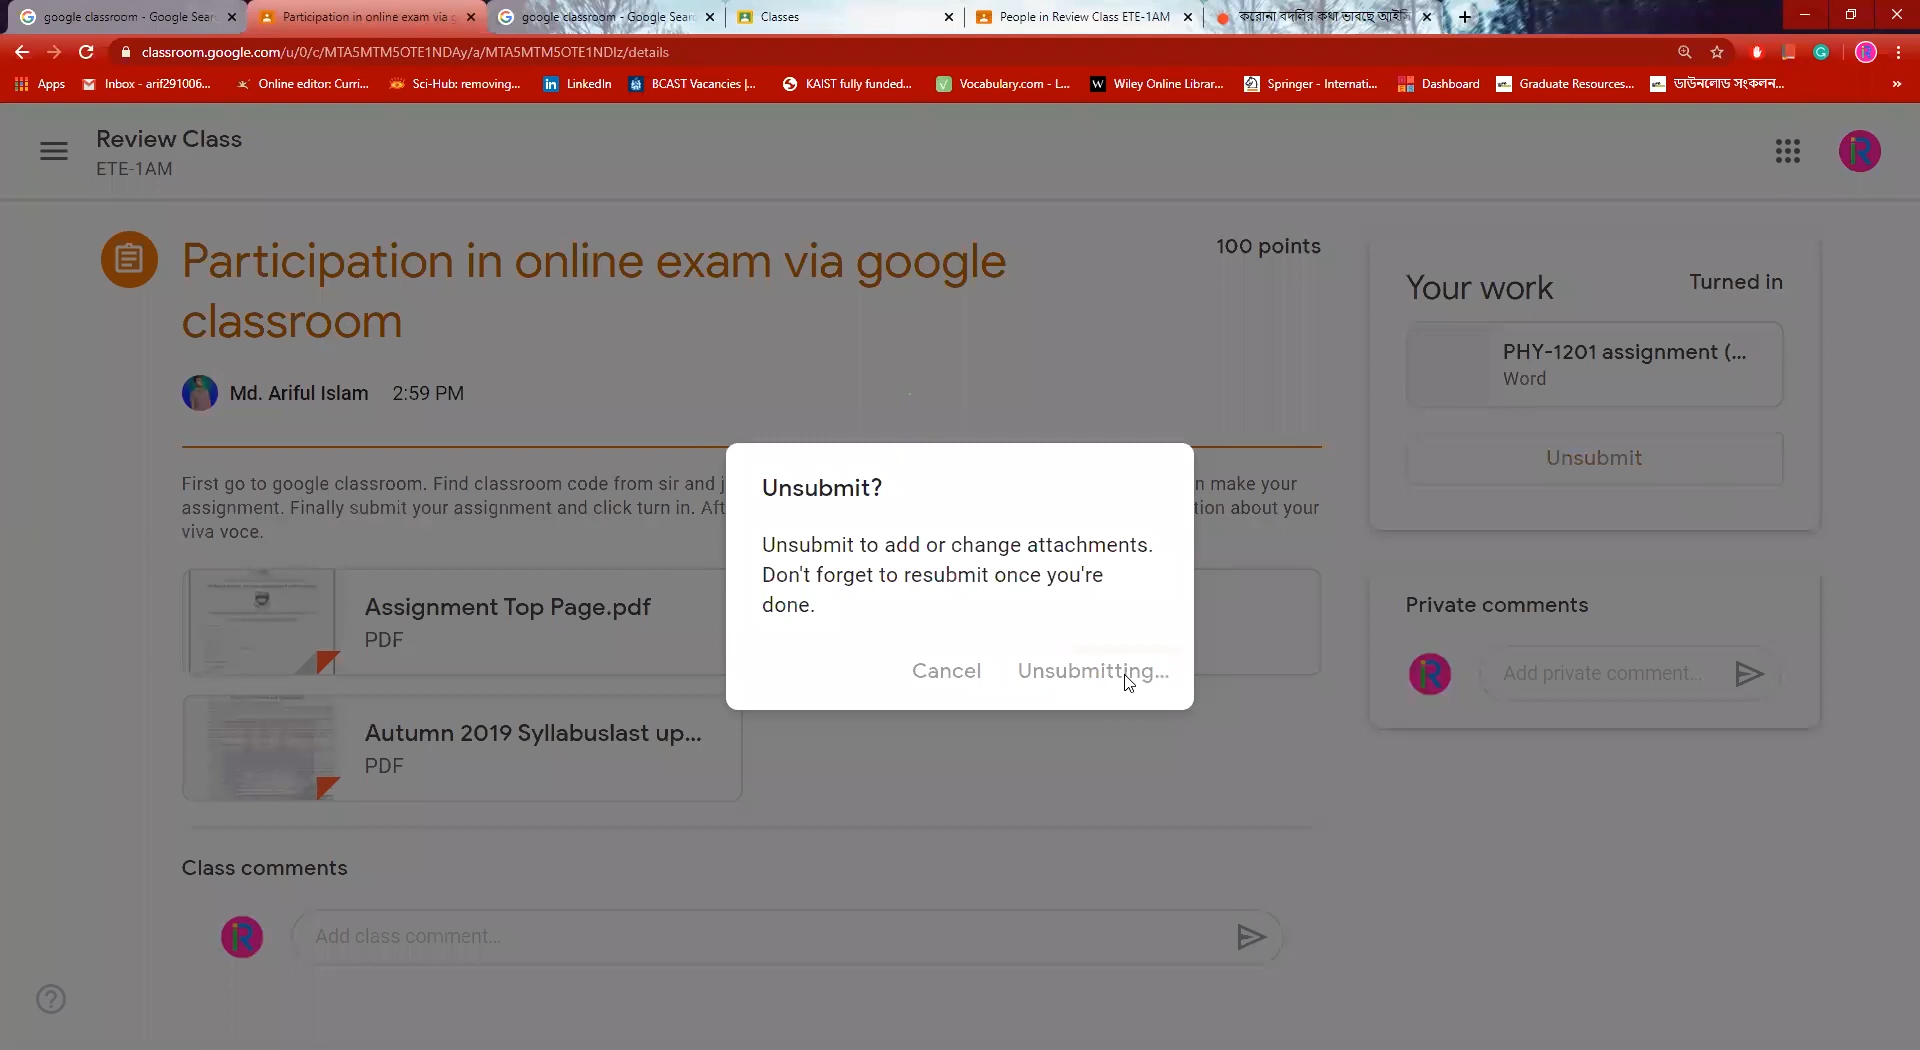 google classroom - Google Sear
Participation in online exam via g
google classroom - Google Sear
Classes
People in Review Class ETE-1AM
করোনা বদলির কথা ভাবছে আইসি
classroom.google.com/u/0/c/MTA5MTM5OTE1NDAy/a/MTA5MTM5OTE1NDIz/details
Apps
Inbox - arif291006...
Online editor: Curri...
Sci-Hub: removing...
LinkedIn
BCAST Vacancies |...
KAIST fully funded...
Vocabulary.com - L...
Wiley Online Librar...
Springer - Internati...
Dashboard
Graduate Resources...
ডাউনলোড সংকলন...
Review Class
ETE-1AM
Participation in online exam via google
classroom
100 points
Md. Ariful Islam 2:59 PM
First go to google classroom. Find classroom code from sir and j
n make your
assignment. Finally submit your assignment and click turn in. Aft
tion about your
viva voce.
Assignment Top Page.pdf
PDF
Autumn 2019 Syllabuslast up...
PDF
Class comments
Add class comment...
Your work
Turned in
PHY-1201 assignment (...
Word
Unsubmit
Private comments
Add private comment...
Unsubmit?
Unsubmit to add or change attachments.
Don't forget to resubmit once you're
done.
Cancel
Unsubmitting...